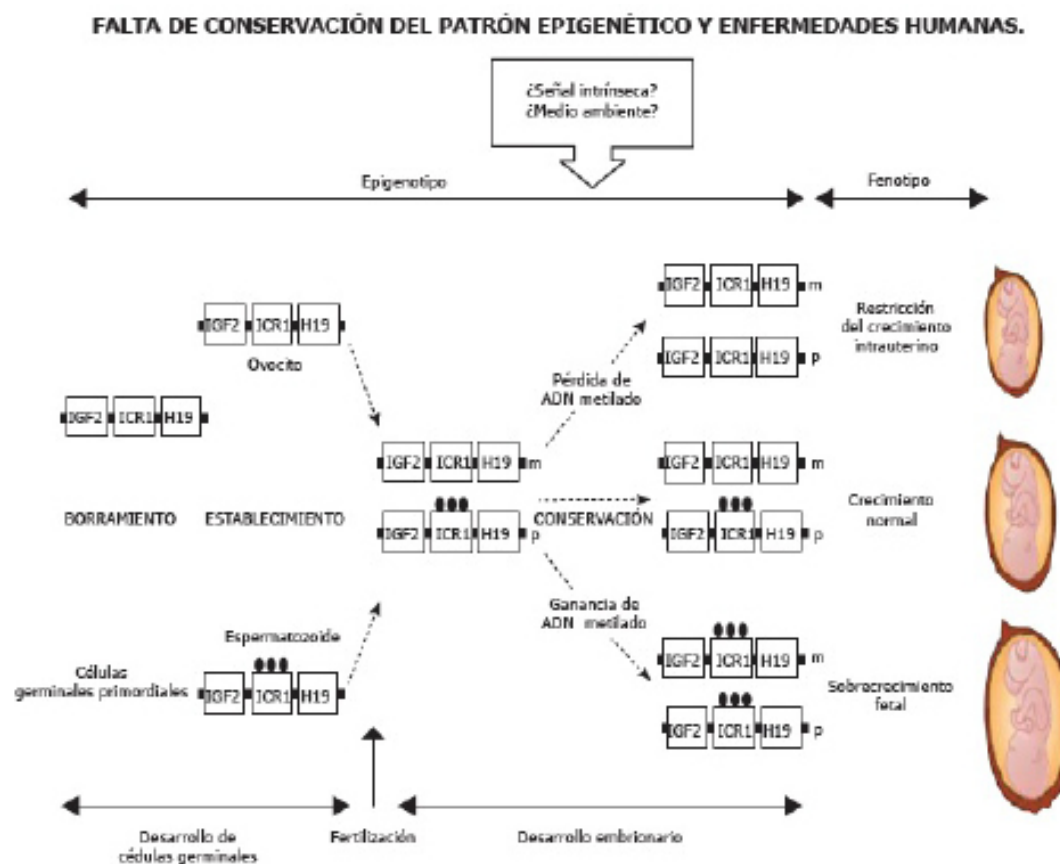 FALTA DE CONSERVACIÓN DEL PATRÓN EPIGENÉTICO Y ENFERMEDADES HUMANAS.
¿Señal intrínseca?
¿Medio ambiente?
Epigenotipo
Fenotipo
IGF2 ICR1 H19 m
IGF2 ICR1 H19
Ovocito
Restricción
del crecimiento
intrauterino
IGF2 ICR1 H19 p
Pérdida de
ADN metilado
IGF2 ICR1 H19
IGF2 ICR1 H19 m
IGF2 ICR1 H19 m
BORRAMIENTO
ESTABLECIMIENTO
IGF2 ICR1 H19 p
CONSERVACIÓN
IGF2 ICR1 H19 p
Crecimiento
normal
Ganancia de
ADN metilado
Espermatozoide
IGF2 ICR1 H19 m
Células
germinales primordiales
IGF2 ICR1 H19
Sobrecrecimiento
fetal
IGF2 ICR1 H19 p
Desarrollo de
cédulas germinales
Fertilización
Desarrollo embrionario